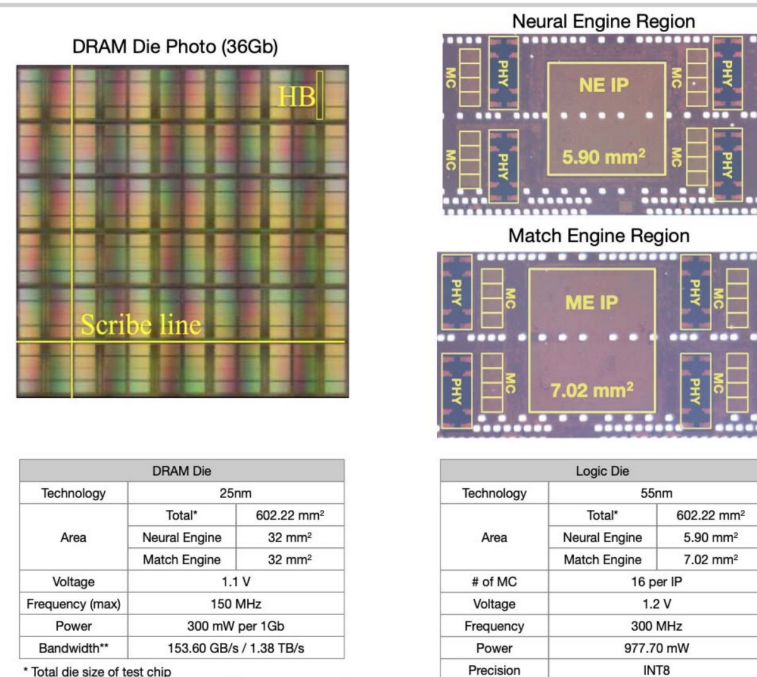 DRAM Die Photo (36Gb)
HB
Scribe line
Neural Engine Region
MC
PHY
NE IP
MC
PHY
MC
PHY
5.90 mm²
MC
PHY
Match Engine Region
PHY
MC
ME IP
PHY
MC
PHY
MC
7.02 mm²
PHY
MC
DRAM Die
Technology 25nm
Area Total* 602.22 mm²
Neural Engine 32 mm²
Match Engine 32 mm²
Voltage 1.1 V
Frequency (max) 150 MHz
Power 300 mW per 1Gb
Bandwidth** 153.60 GB/s / 1.38 TB/s
* Total die size of test chip
Logic Die
Technology 55nm
Area Total* 602.22 mm²
Neural Engine 5.90 mm²
Match Engine 7.02 mm²
# of MC 16 per IP
Voltage 1.2 V
Frequency 300 MHz
Power 977.70 mW
Precision INT8